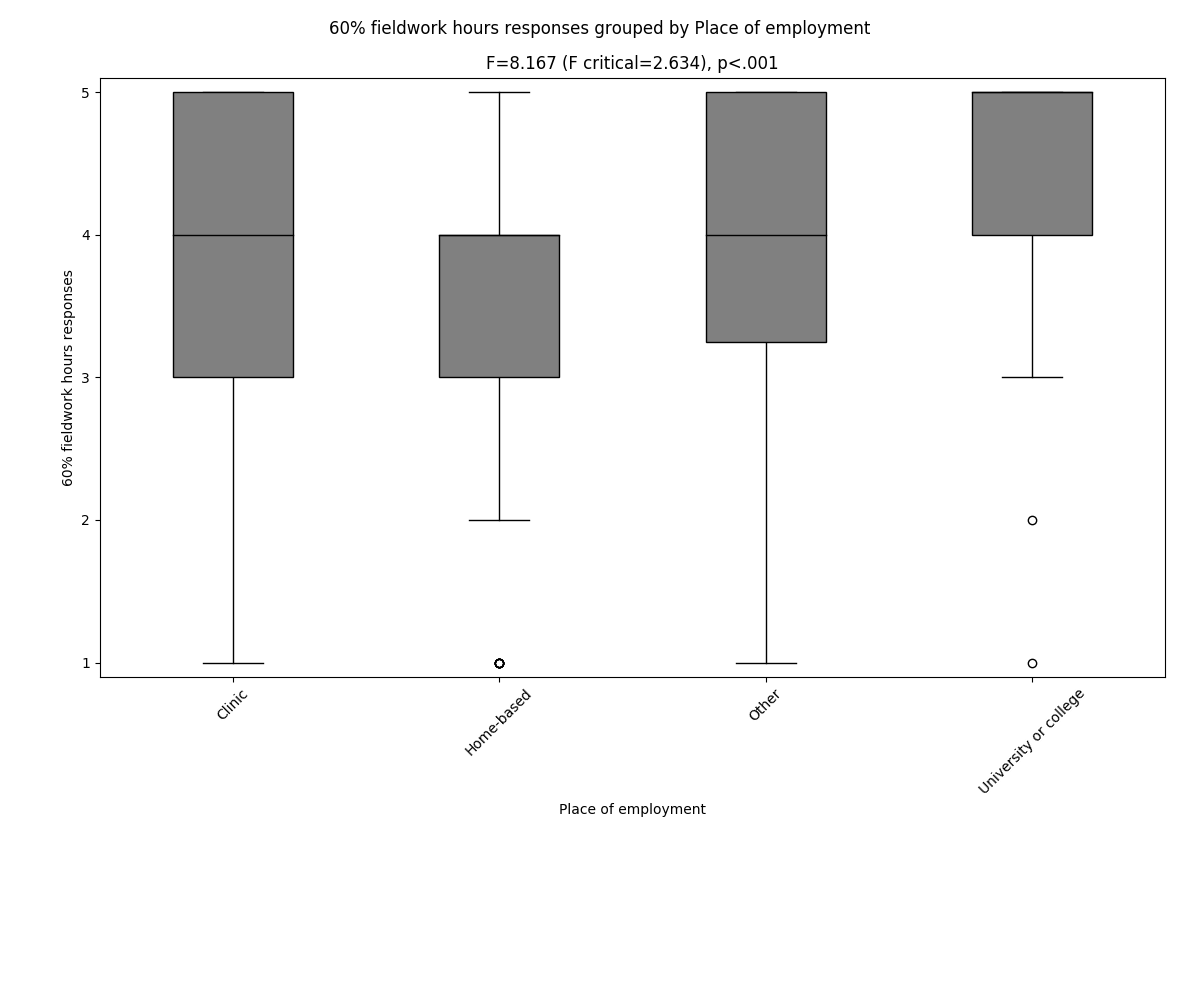 60% fieldwork hours responses grouped by Place of employment
F=8.167 (F critical=2.634), p<.001
60% fieldwork hours responses
5
4
3
2
1
Clinic
Home-based
Other
University or college
Place of employment